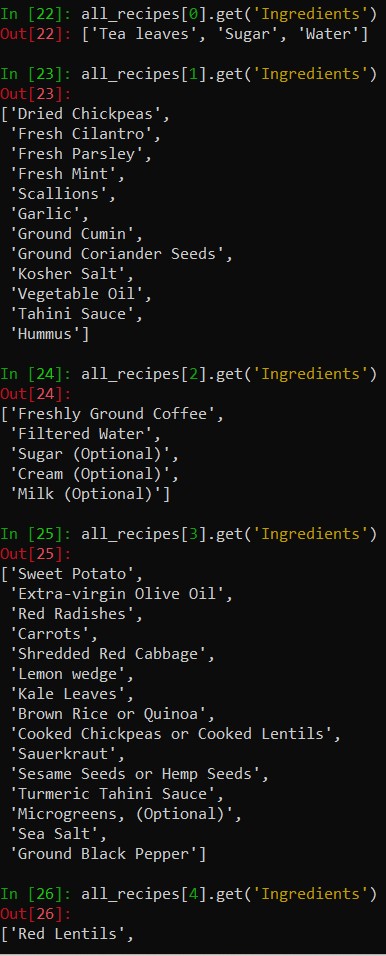 In [22]: all_recipes[0].get('Ingredients')
Out[22]: ['Tea leaves', 'Sugar', 'Water']
In [23]: all_recipes[1].get('Ingredients')
Out[23]:
['Dried Chickpeas',
 'Fresh Cilantro',
 'Fresh Parsley',
 'Fresh Mint',
 'Scallions',
 'Garlic',
 'Ground Cumin',
 'Ground Coriander Seeds',
 'Kosher Salt',
 'Vegetable Oil',
 'Tahini Sauce',
 'Hummus']
In [24]: all_recipes[2].get('Ingredients')
Out[24]:
['Freshly Ground Coffee',
 'Filtered Water',
 'Sugar (Optional)',
 'Cream (Optional)',
 'Milk (Optional)']
In [25]: all_recipes[3].get('Ingredients')
Out[25]:
['Sweet Potato',
 'Extra-virgin Olive Oil',
 'Red Radishes',
 'Carrots',
 'Shredded Red Cabbage',
 'Lemon wedge',
 'Kale Leaves',
 'Brown Rice or Quinoa',
 'Cooked Chickpeas or Cooked Lentils',
 'Sauerkraut',
 'Sesame Seeds or Hemp Seeds',
 'Turmeric Tahini Sauce',
 'Microgreens, (Optional)',
 'Sea Salt',
 'Ground Black Pepper']
In [26]: all_recipes[4].get('Ingredients')
Out[26]:
['Red Lentils',